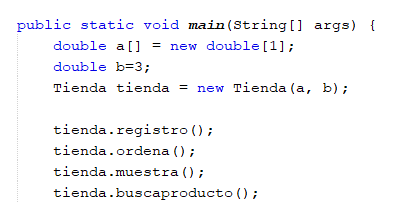 public static void main(String[] args) {
double a[] = new double[1];
double b=3;
Tienda tienda = new Tienda(a, b);
tienda.registro();
tienda.ordena();
tienda.muestra();
tienda.buscaproducto();